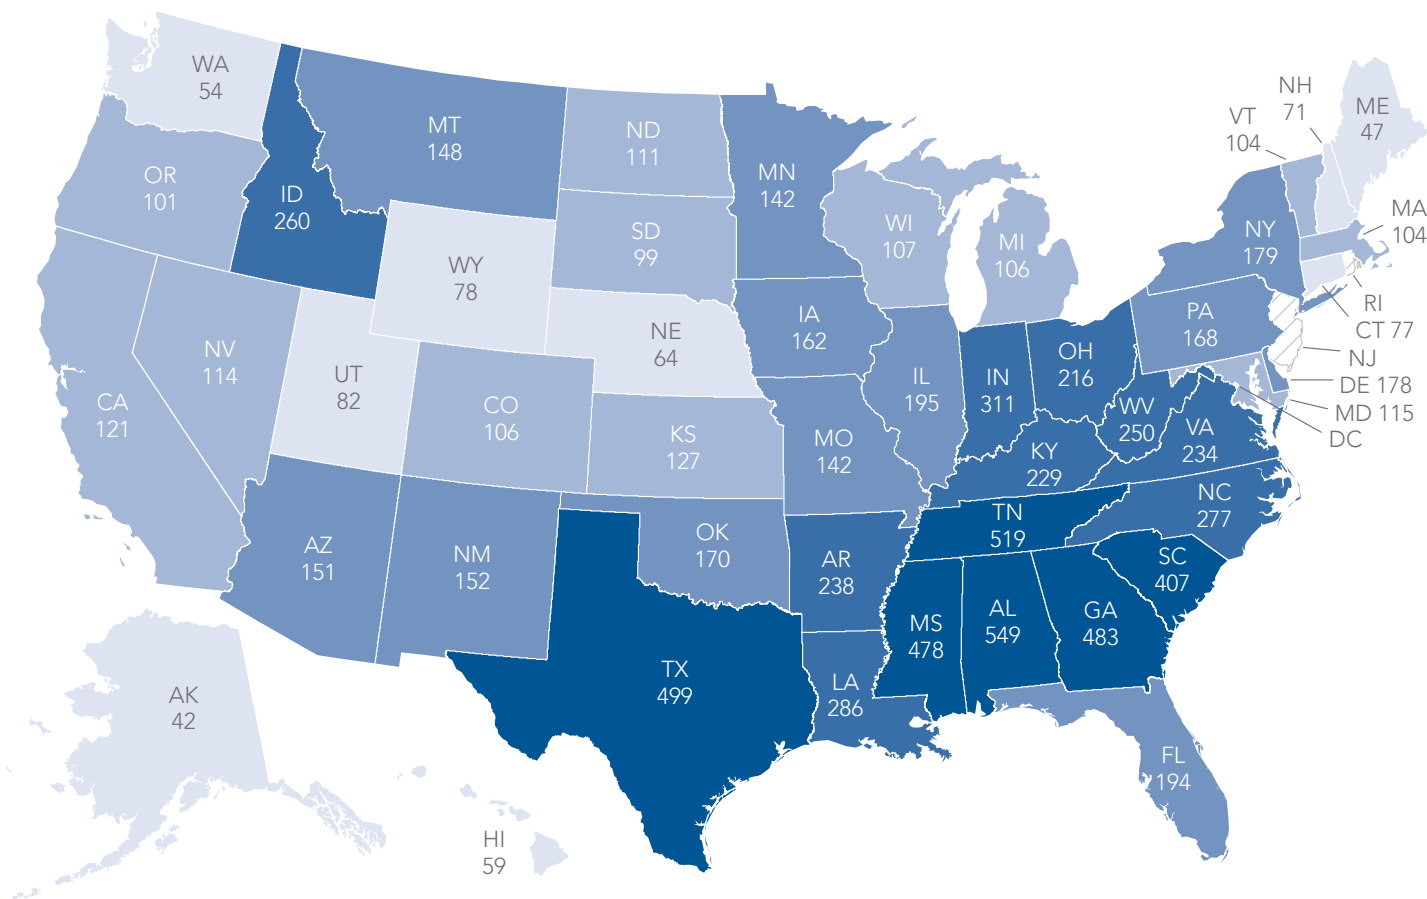 WA
54
OR
101
CA
121
NV
114
ID
260
MT
148
WY
78
UT
82
AZ
151
CO
106
NM
152
ND
111
SD
99
NE
64
KS
127
OK
170
TX
499
MN
142
IA
162
MO
142
AR
238
LA
286
WI
107
IL
195
MI
106
IN
311
OH
216
KY
229
TN
519
MS
478
AL
549
GA
483
FL
194
SC
407
NC
277
VA
234
WV
250
PA
168
NY
179
VT
104
NH
71
ME
47
MA
104
RI
CT 77
NJ
DE 178
MD 115
DC
AK
42
HI
59